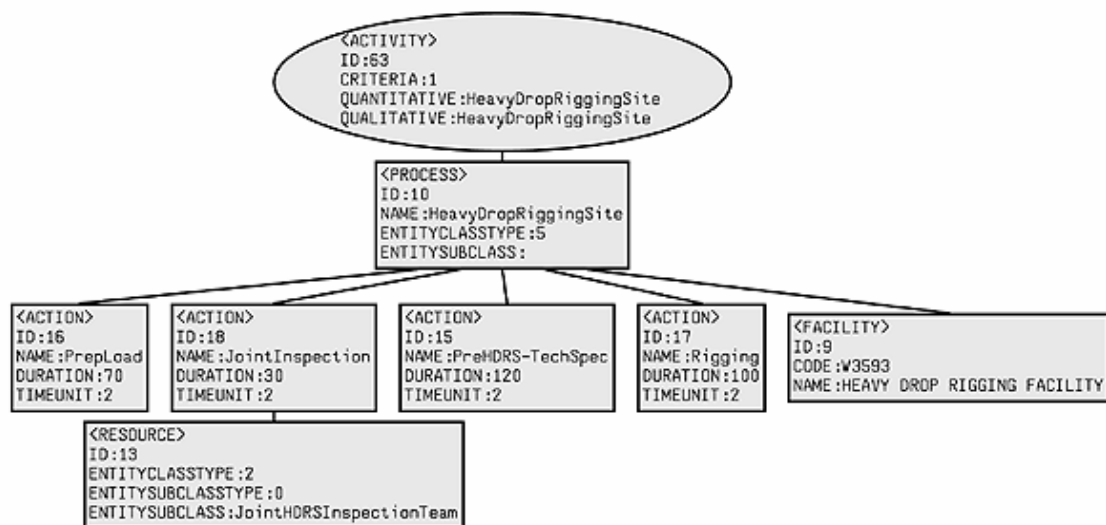 <ACTIVITY>
ID:63
CRITERIA:1
QUANTITATIVE:HeavyDropRiggingSite
QUALITATIVE:HeavyDropRiggingSite
<PROCESS>
ID:10
NAME:HeavyDropRiggingSite
ENTITYCLASSTYPE:5
ENTITYSUBCLASS:
<ACTION>
ID:16
NAME:PrepLoad
DURATION:70
TIMEUNIT:2
<ACTION>
ID:18
NAME:JointInspection
DURATION:30
TIMEUNIT:2
<ACTION>
ID:15
NAME:PreHDRS-TechSpec
DURATION:120
TIMEUNIT:2
<ACTION>
ID:17
NAME:Rigging
DURATION:100
TIMEUNIT:2
<FACILITY>
ID:9
CODE:W3593
NAME:HEAVY DROP RIGGING FACILITY
<RESOURCE>
ID:13
ENTITYCLASSTYPE:2
ENTITYSUBCLASSTYPE:0
ENTITYSUBCLASS:JointHDRSInspectionTeam